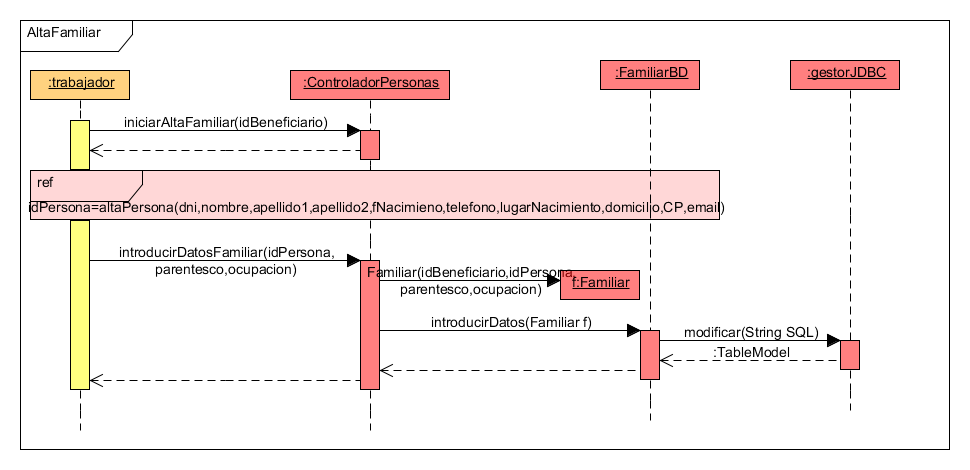 AltaFamiliar
:trabajador
:ControladorPersonas
:FamiliarBD
:gestorJDBC
iniciarAltaFamiliar(idBeneficiario)
ref
idPersona=altaPersona(dni,nombre,apellido1,apellido2,fNacimieno,telefono,lugarNacimiento,domicilio,CP,email)
introducirDatosFamiliar(idPersona,
parentesco,ocupacion)
Familiar(idBeneficiario,idPersona,
parentesco,ocupacion)
f:Familiar
introducirDatos(Familiar f)
modificar(String SQL)
:TableModel